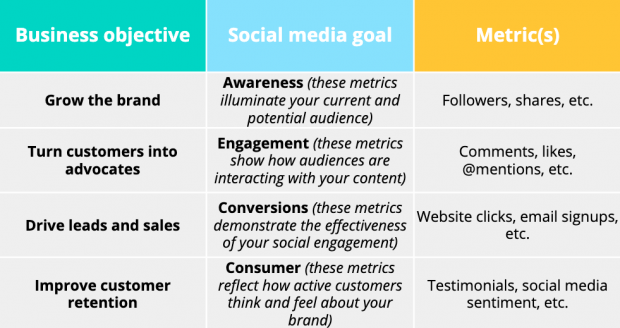 Business objective
Social media goal
Metric(s)
Grow the brand
Awareness (these metrics
illuminate your current and
potential audience)
Followers, shares, etc.
Turn customers into
advocates
Engagement (these metrics
show how audiences are
interacting with your content)
Comments, likes,
@mentions, etc.
Drive leads and sales
Conversions (these metrics
demonstrate the effectiveness
of your social engagement)
Website clicks, email signups,
etc.
Improve customer
retention
Consumer (these metrics
reflect how active customers
think and feel about your
brand)
Testimonials, social media
sentiment, etc.